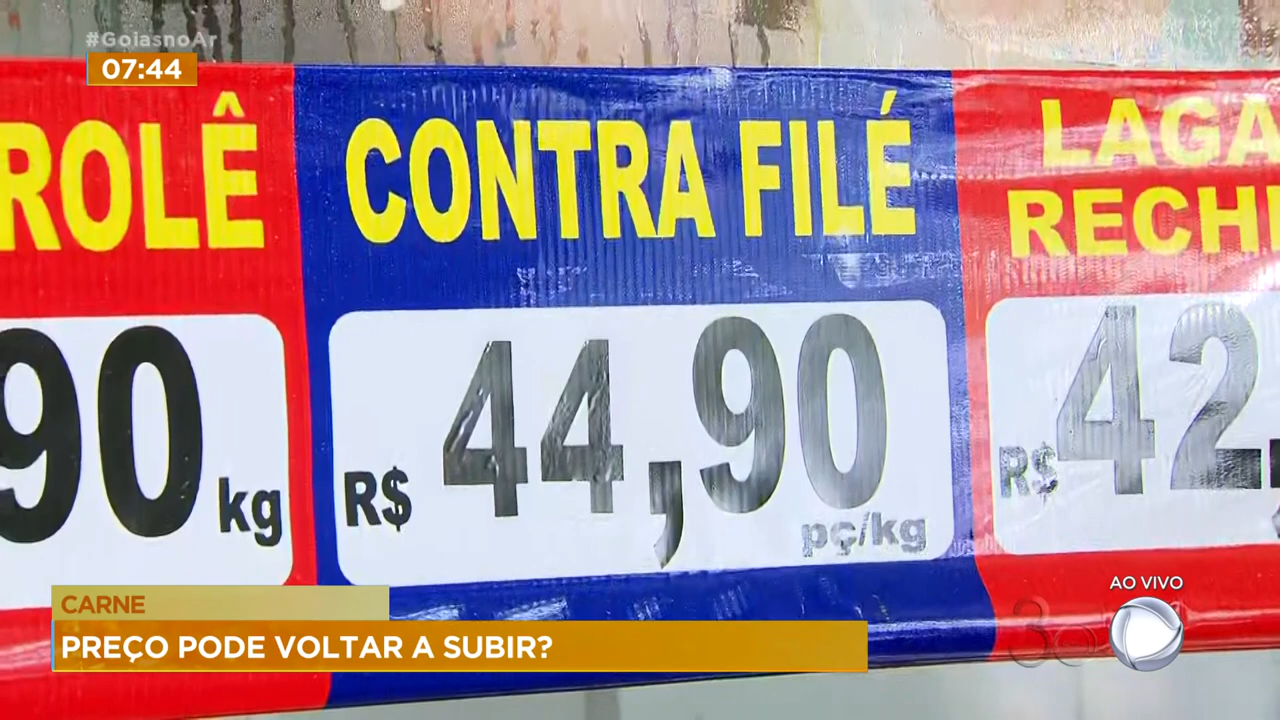 #GoiasnoAr
07:44
ROLÊ
90 kg
CONTRA FILÉ
R$ 44,90
pç/kg
LAGA
RECH
R$ 42,
CARNE
PREÇO PODE VOLTAR A SUBIR?
AO VIVO